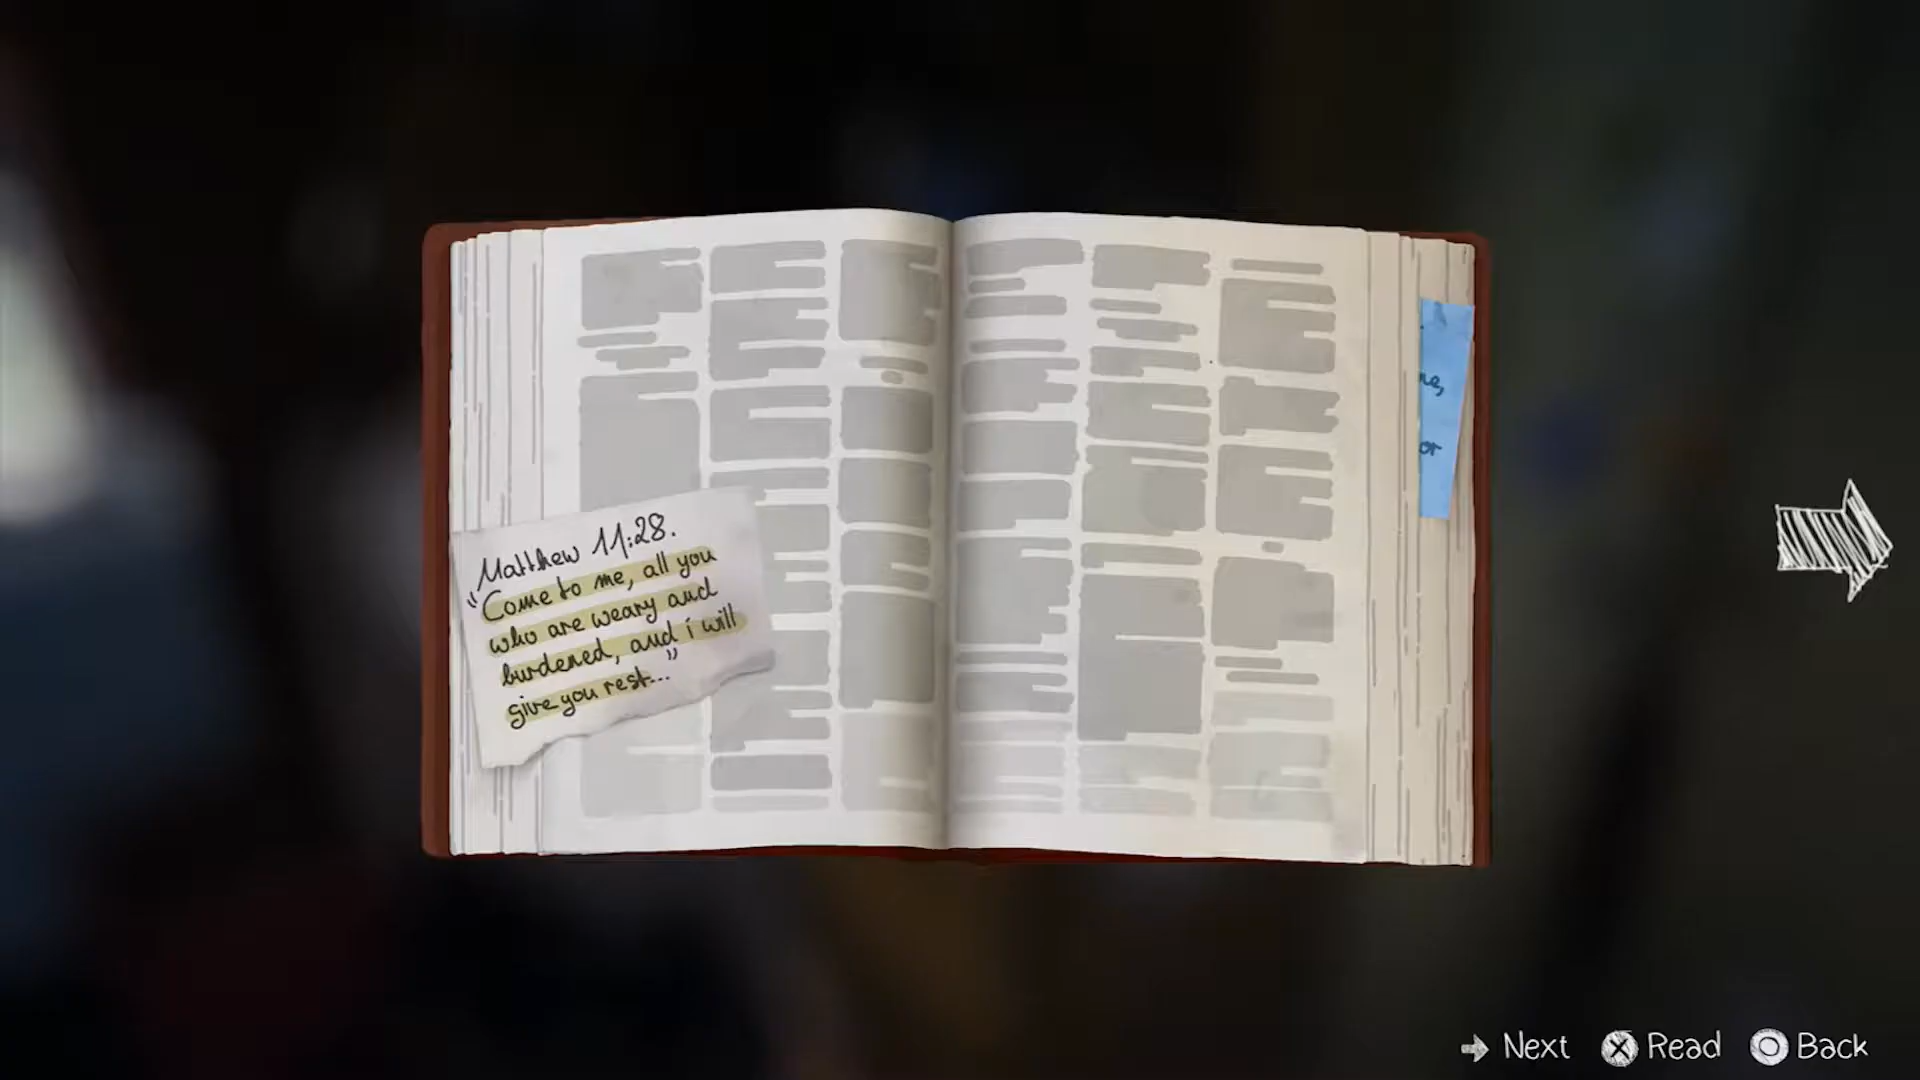 Matthew 11:28.
"Come to me, all you
who are weary and
burdened, and i will
give you rest..."
or
Next
Read
Back